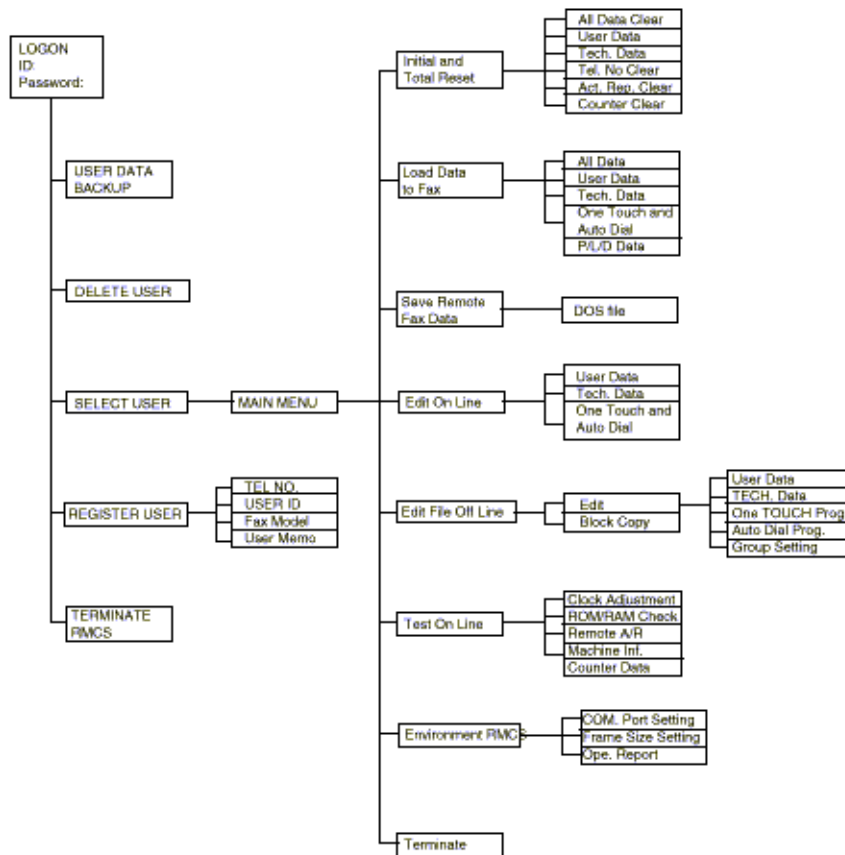 LOGON
ID:
Password:
USER DATA
BACKUP
DELETE USER
SELECT USER
REGISTER USER
TERMINATE
RMCS
TEL NO.
USER ID
Fax Model
User Memo
MAIN MENU
Initial and
Total Reset
All Data Clear
User Data
Tech. Data
Tel. No Clear
Act. Rep. Clear
Counter Clear
Load Data
to Fax
All Data
User Data
Tech. Data
One Touch and
Auto Dial
P/L/D Data
Save Remote
Fax Data
DOS file
Edit On Line
User Data
Tech. Data
One Touch and
Auto Dial
Edit File Off Line
Edit
Block Copy
User Data
TECH. Data
One TOUCH Prog
Auto Dial Prog.
Group Setting
Test On Line
Clock Adjustment
ROM/RAM Check
Remote A/R
Machine Inf.
Counter Data
Environment RMCS
COM. Port Setting
Frame Size Setting
Ope. Report
Terminate